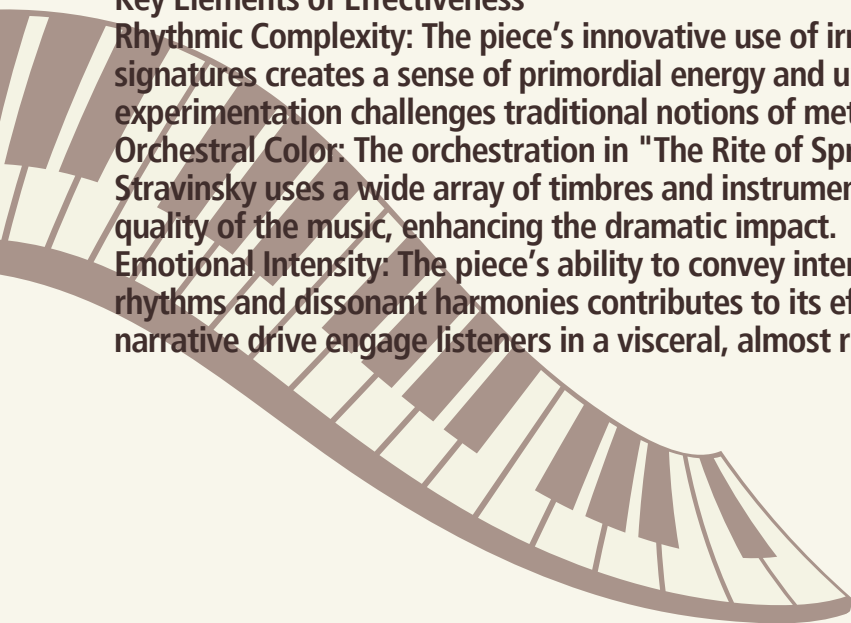 Key Elements of Effectiveness
Rhythmic Complexity: The piece’s innovative use of
signatures creates a sense of primordial energy and
experimentation challenges traditional notions of
Orchestral Color: The orchestration in "The Rite of
Stravinsky uses a wide array of timbres and
quality of the music, enhancing the dramatic impact.
Emotional Intensity: The piece’s ability to convey
rhythms and dissonant harmonies contributes to its
narrative drive engage listeners in a visceral, almost